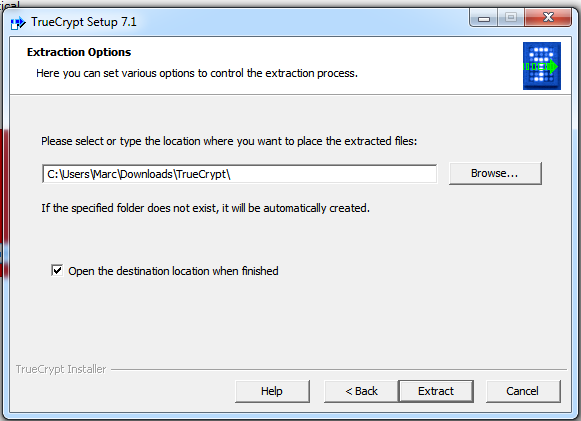 TrueCrypt Setup 7.1
Extraction Options
Here you can set various options to control the extraction process.
Please select or type the location where you want to place the extracted files:
C:\Users\Marc\Downloads\TrueCrypt\
Browse...
If the specified folder does not exist, it will be automatically created.
Open the destination location when finished
TrueCrypt Installer
Help
< Back
Extract
Cancel